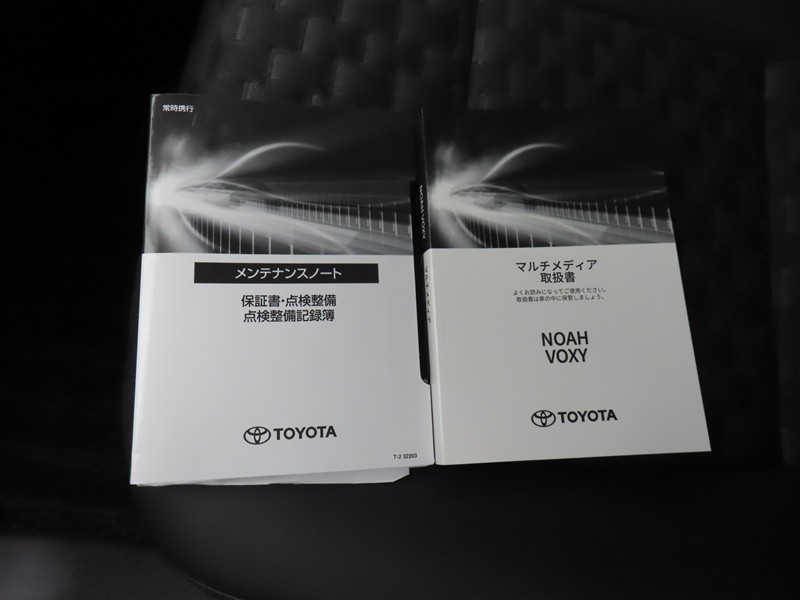 常時携行
メンテナンスノート
保証書・点検整備
点検整備記録簿
TOYOTA
T-2 52203
NOAH/VOXY
マルチメディア
取扱書
よくお読みになってご使用ください。
取扱書は車の中に保管しましょう。
NOAH
VOXY
TOYOTA